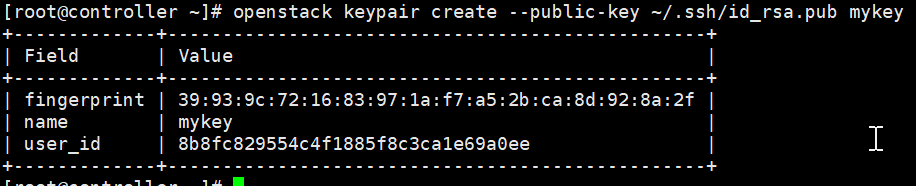 [root@controller ~]# openstack keypair create --public-key ~/.ssh/id_rsa.pub mykey
+-------------+-------------------------------------------------+
| Field       | Value                                           |
+-------------+-------------------------------------------------+
| fingerprint | 39:93:9c:72:16:83:97:1a:f7:a5:2b:ca:8d:92:8a:2f |
| name        | mykey                                           |
| user_id     | 8b8fc829554c4f1885f8c3ca1e69a0ee                |
+-------------+-------------------------------------------------+
[root@controller ~]#